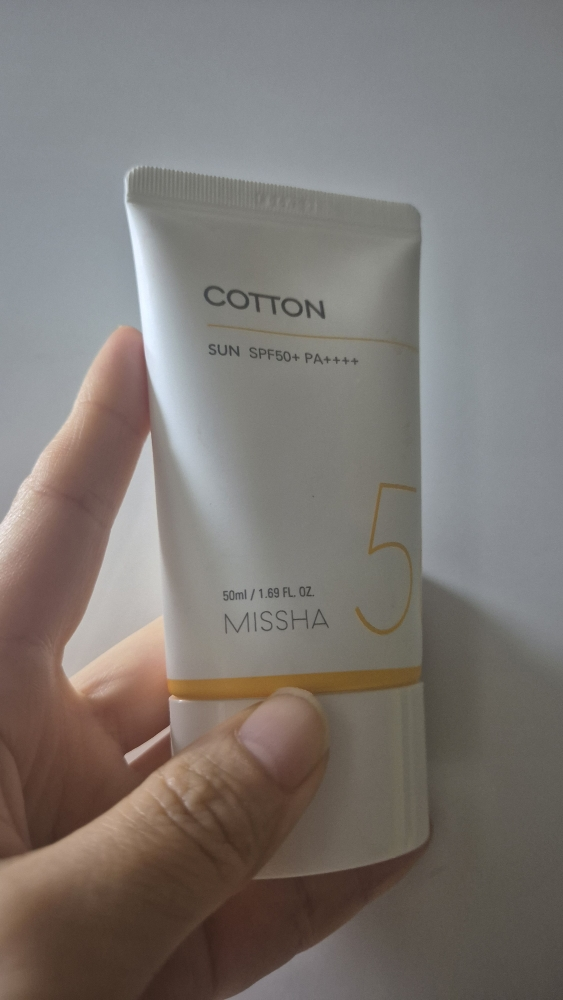 COTTON
SUN SPF50+ PA++++
5
50ml / 1.69 FL. OZ.
MISSHA